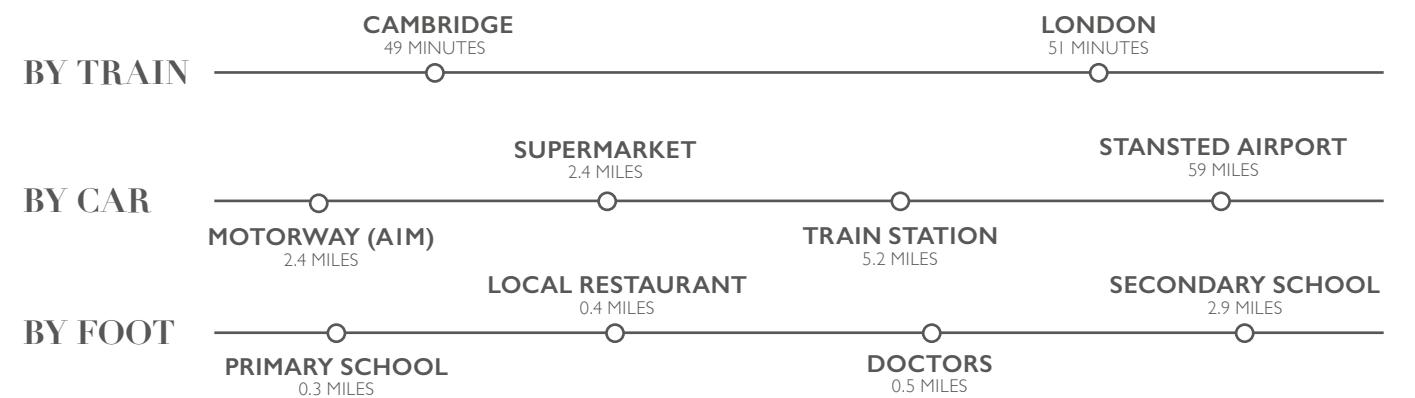 BY TRAIN
CAMBRIDGE
49 MINUTES
LONDON
51 MINUTES
BY CAR
MOTORWAY (A1M)
2.4 MILES
SUPERMARKET
2.4 MILES
TRAIN STATION
5.2 MILES
STANSTED AIRPORT
59 MILES
BY FOOT
PRIMARY SCHOOL
0.3 MILES
LOCAL RESTAURANT
0.4 MILES
DOCTORS
0.5 MILES
SECONDARY SCHOOL
2.9 MILES